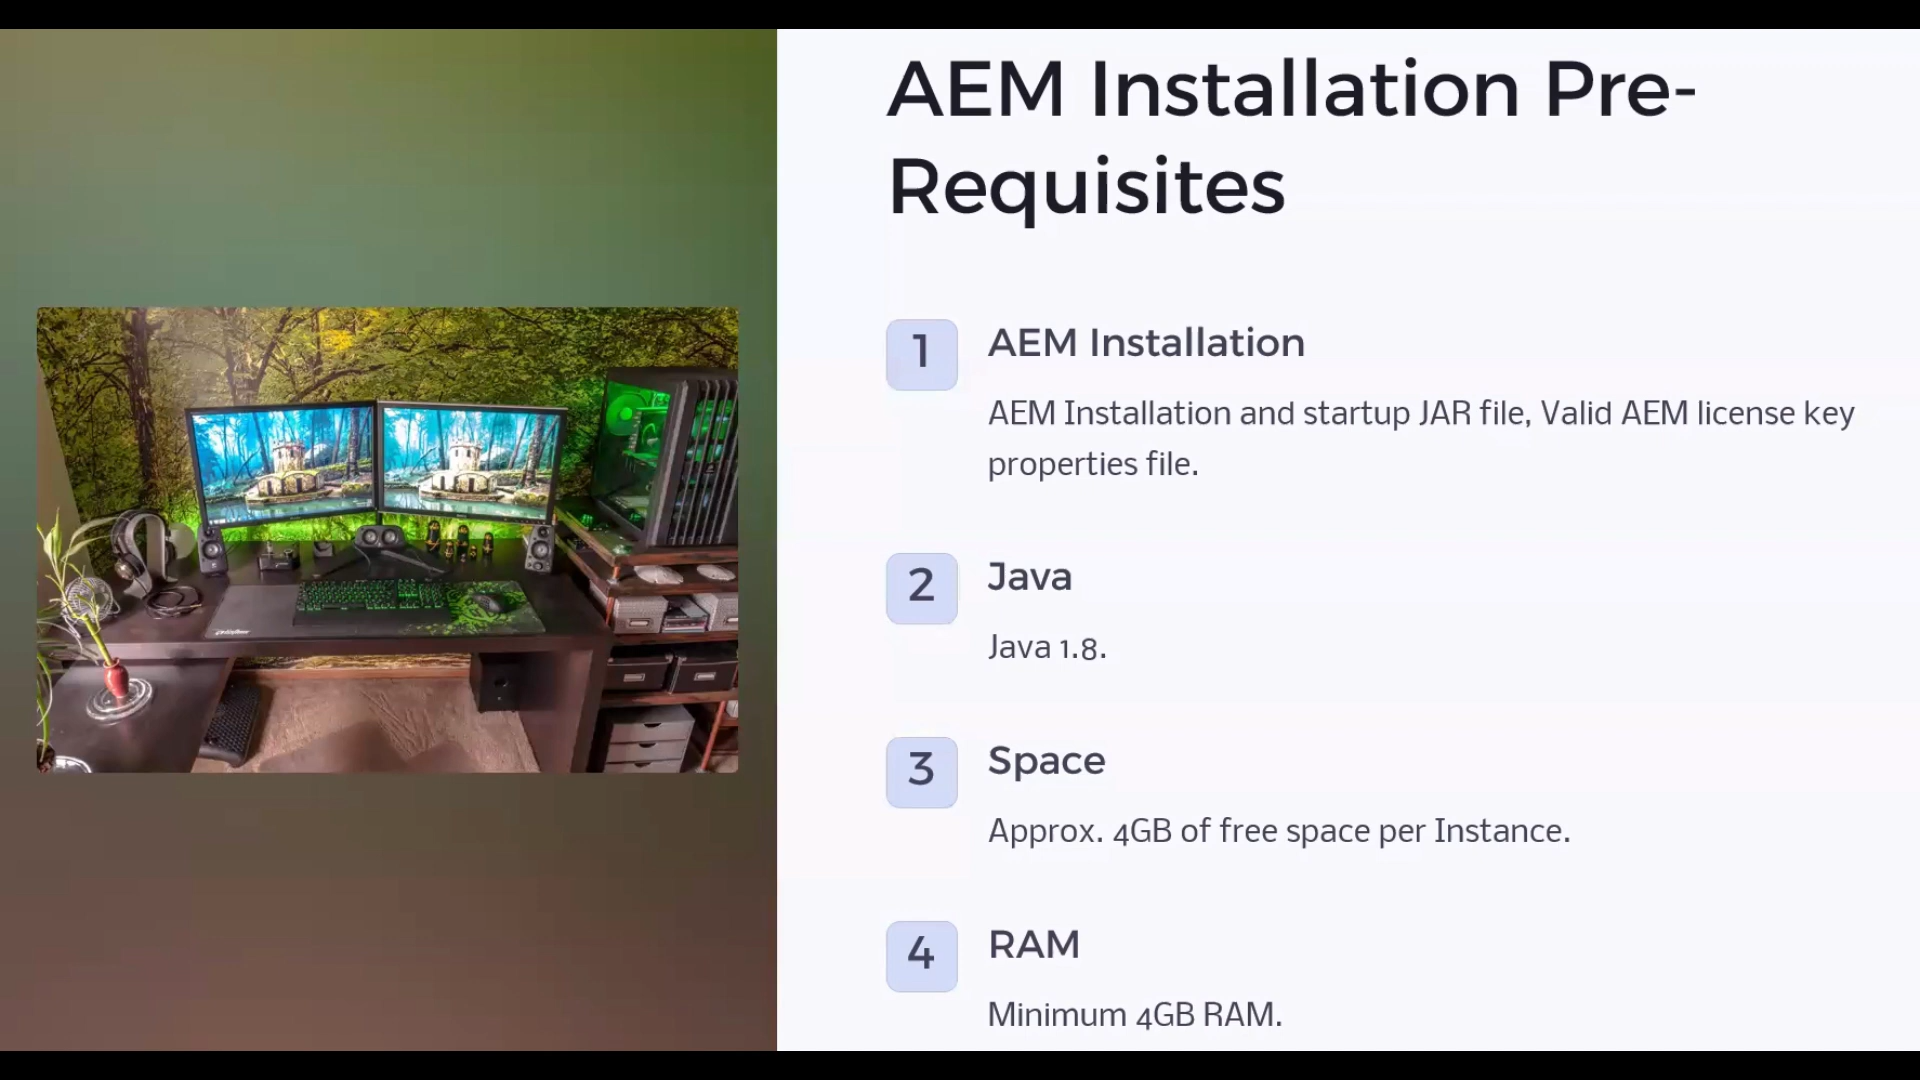 AEM Installation Pre-
Requisites
1
AEM Installation
AEM Installation and startup JAR file, Valid AEM license key
properties file.
2
Java
Java 1.8.
3
Space
Approx. 4GB of free space per Instance.
4
RAM
Minimum 4GB RAM.